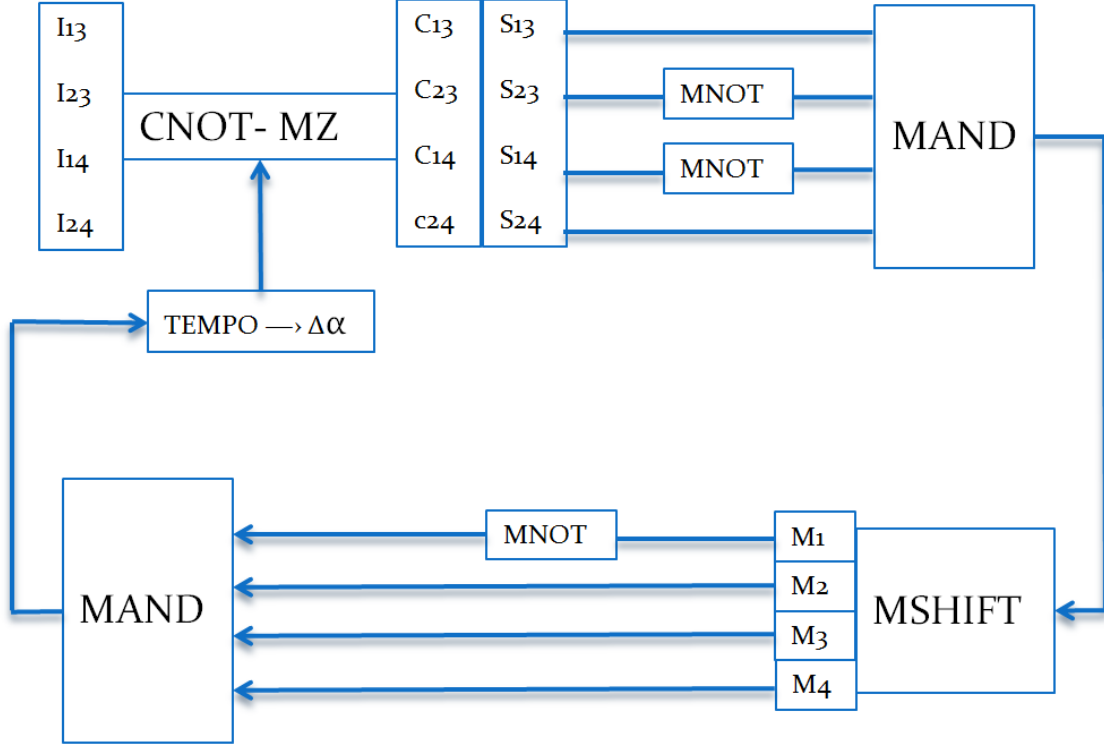 I13
I23
I14
I24
CNOT- MZ
C13
C23
C14
c24
S13
S23
S14
S24
MNOT
MNOT
MAND
TEMPO —› Δα
MAND
MNOT
M1
M2
M3
M4
MSHIFT